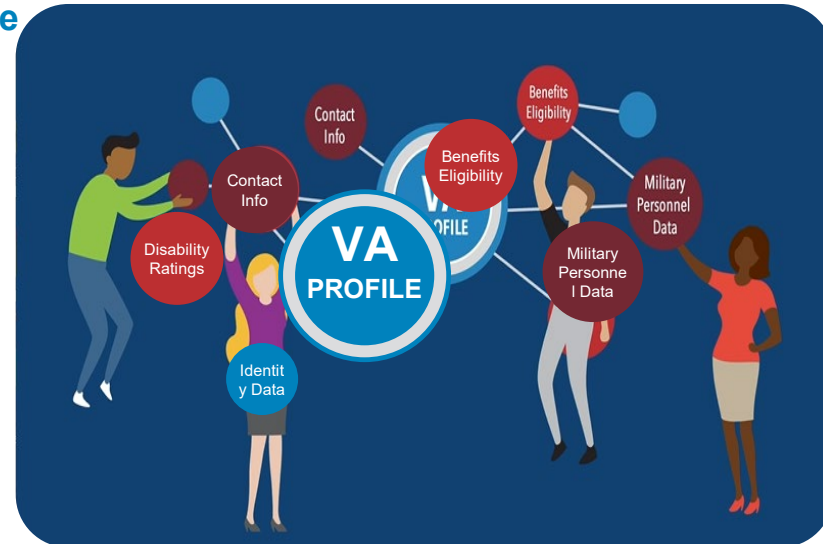 e
Benefits
Eligibility
Contact
Info
Benefits
Eligibility
Contact
Info
Military
Personnel
Data
Disability
Ratings
VA
PROFILE
OFILE
Military
Personne
l Data
Identit
y Data